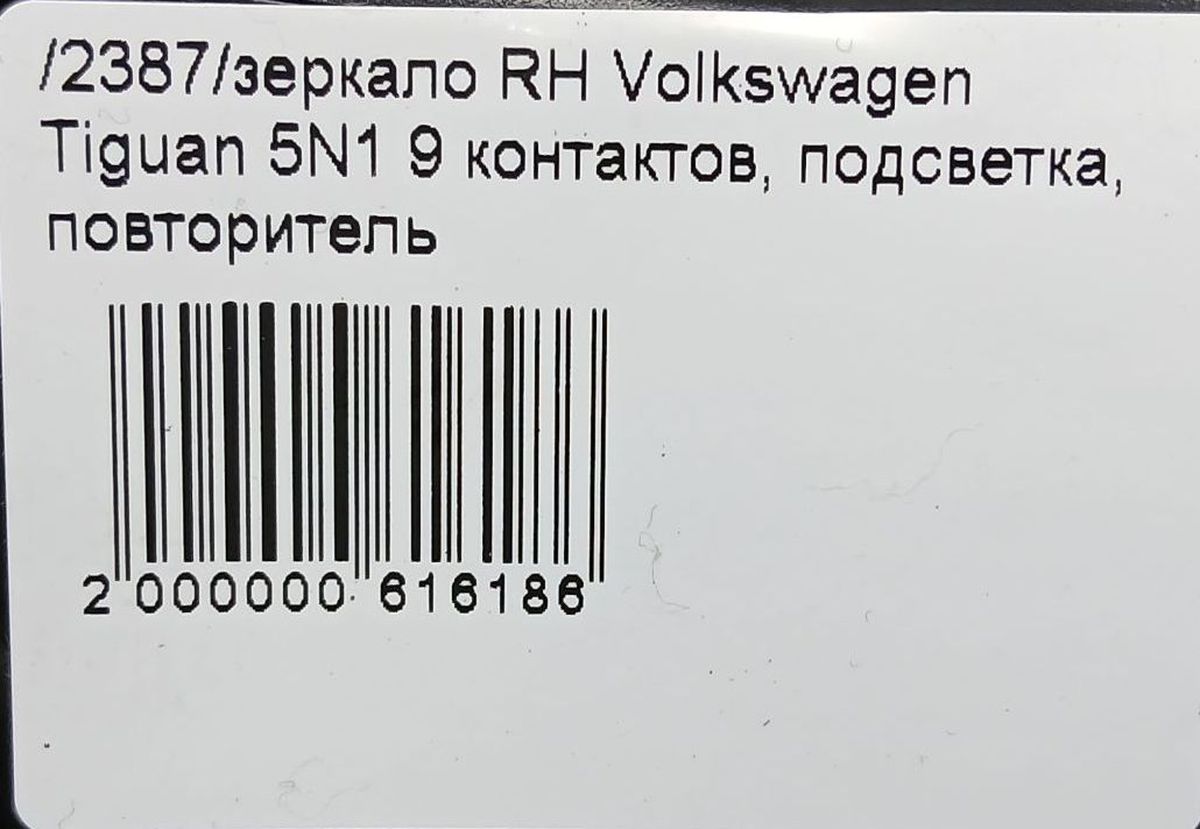 /2387/зеркало RH Volkswagen
Tiguan 5N1 9 контактов, подсветка,
повторитель
2 000000 616186